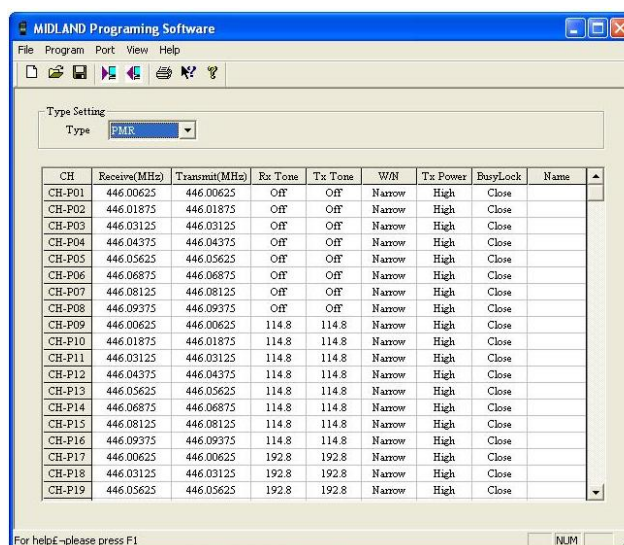 MIDLAND Programing Software
File Program Port View Help
Type Setting
Type PMR
CH Receive(MHz) Transmit(MHz) Rx Tone Tx Tone W/N Tx Power BusyLock Name
CH-P01 446.00625 446.00625 Off Off Narrow High Close
CH-P02 446.01875 446.01875 Off Off Narrow High Close
CH-P03 446.03125 446.03125 Off Off Narrow High Close
CH-P04 446.04375 446.04375 Off Off Narrow High Close
CH-P05 446.05625 446.05625 Off Off Narrow High Close
CH-P06 446.06875 446.06875 Off Off Narrow High Close
CH-P07 446.08125 446.08125 Off Off Narrow High Close
CH-P08 446.09375 446.09375 Off Off Narrow High Close
CH-P09 446.00625 446.00625 114.8 114.8 Narrow High Close
CH-P10 446.01875 446.01875 114.8 114.8 Narrow High Close
CH-P11 446.03125 446.03125 114.8 114.8 Narrow High Close
CH-P12 446.04375 446.04375 114.8 114.8 Narrow High Close
CH-P13 446.05625 446.05625 114.8 114.8 Narrow High Close
CH-P14 446.06875 446.06875 114.8 114.8 Narrow High Close
CH-P15 446.08125 446.08125 114.8 114.8 Narrow High Close
CH-P16 446.09375 446.09375 114.8 114.8 Narrow High Close
CH-P17 446.00625 446.00625 192.8 192.8 Narrow High Close
CH-P18 446.03125 446.03125 192.8 192.8 Narrow High Close
CH-P19 446.05625 446.05625 192.8 192.8 Narrow High Close
For help£¬please press F1 NUM